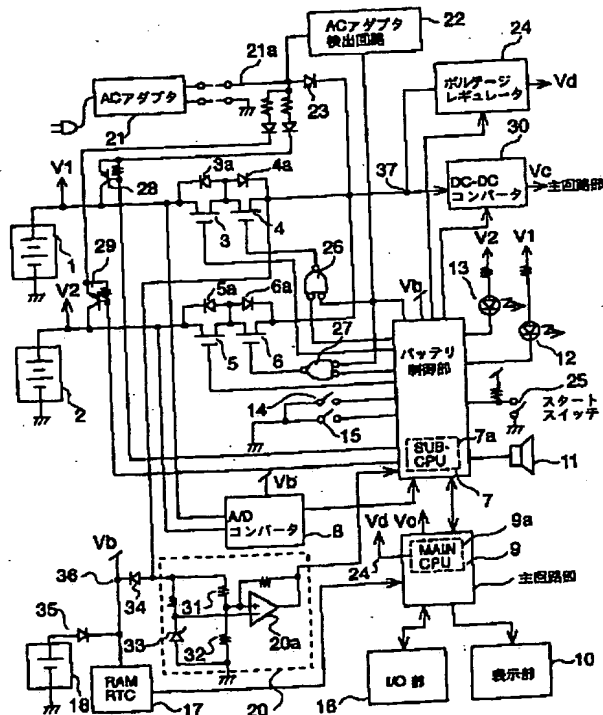 ACアダプタ
検出回路
22
24
21a
ACアダプタ
21
23
ボルテージ
レギュレータ
Vd
30
V1
28
3a
4a
37
DC-DC
コンバータ
Vc
主回路部
3
4
1
29
V2
26
V2
V1
5a
6a
13
Vb
2
5
6
27
バッテリ
制御部
12
14
15
25
スタート
スイッチ
SUB-
CPU
7a
7
11
Vb
A/D
コンバータ
8
Vd
Vc
9a
MAIN
CPU
9
24
主回路部
Vb
36
34
31
35
33
32
20a
18
RAM
RTC
17
20
I/O部
16
表示部
10